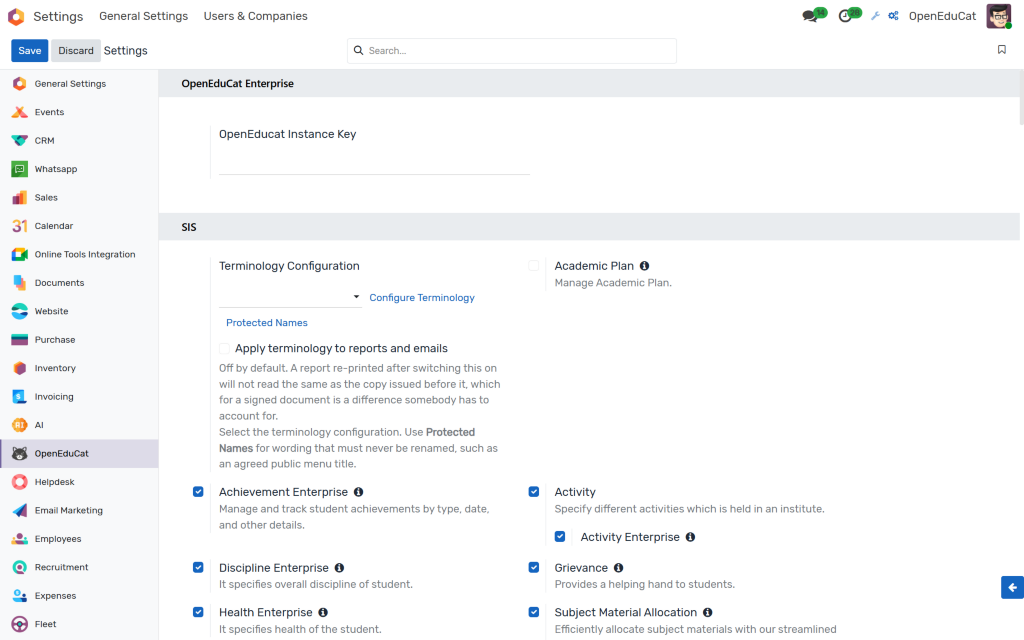 Settings
General Settings
Users & Companies
14
28
OpenEduCat
Save
Discard
Settings
Search...
General Settings
Events
CRM
Whatsapp
Sales
31 Calendar
Online Tools Integration
Documents
Website
Purchase
Inventory
Invoicing
AI AI
OpenEduCat
Helpdesk
Email Marketing
Employees
Recruitment
Expenses
Fleet
OpenEduCat Enterprise
OpenEducat Instance Key
SIS
Terminology Configuration
Configure Terminology
Protected Names
Apply terminology to reports and emails
Off by default. A report re-printed after switching this on
will not read the same as the copy issued before it, which
for a signed document is a difference somebody has to
account for.
Select the terminology configuration. Use Protected
Names for wording that must never be renamed, such as
an agreed public menu title.
Academic Plan
Manage Academic Plan.
Achievement Enterprise
Manage and track student achievements by type, date,
and other details.
Activity
Specify different activities which is held in an institute.
Activity Enterprise
Discipline Enterprise
It specifies overall discipline of student.
Grievance
Provides a helping hand to students.
Health Enterprise
It specifies health of the student.
Subject Material Allocation
Efficiently allocate subject materials with our streamlined